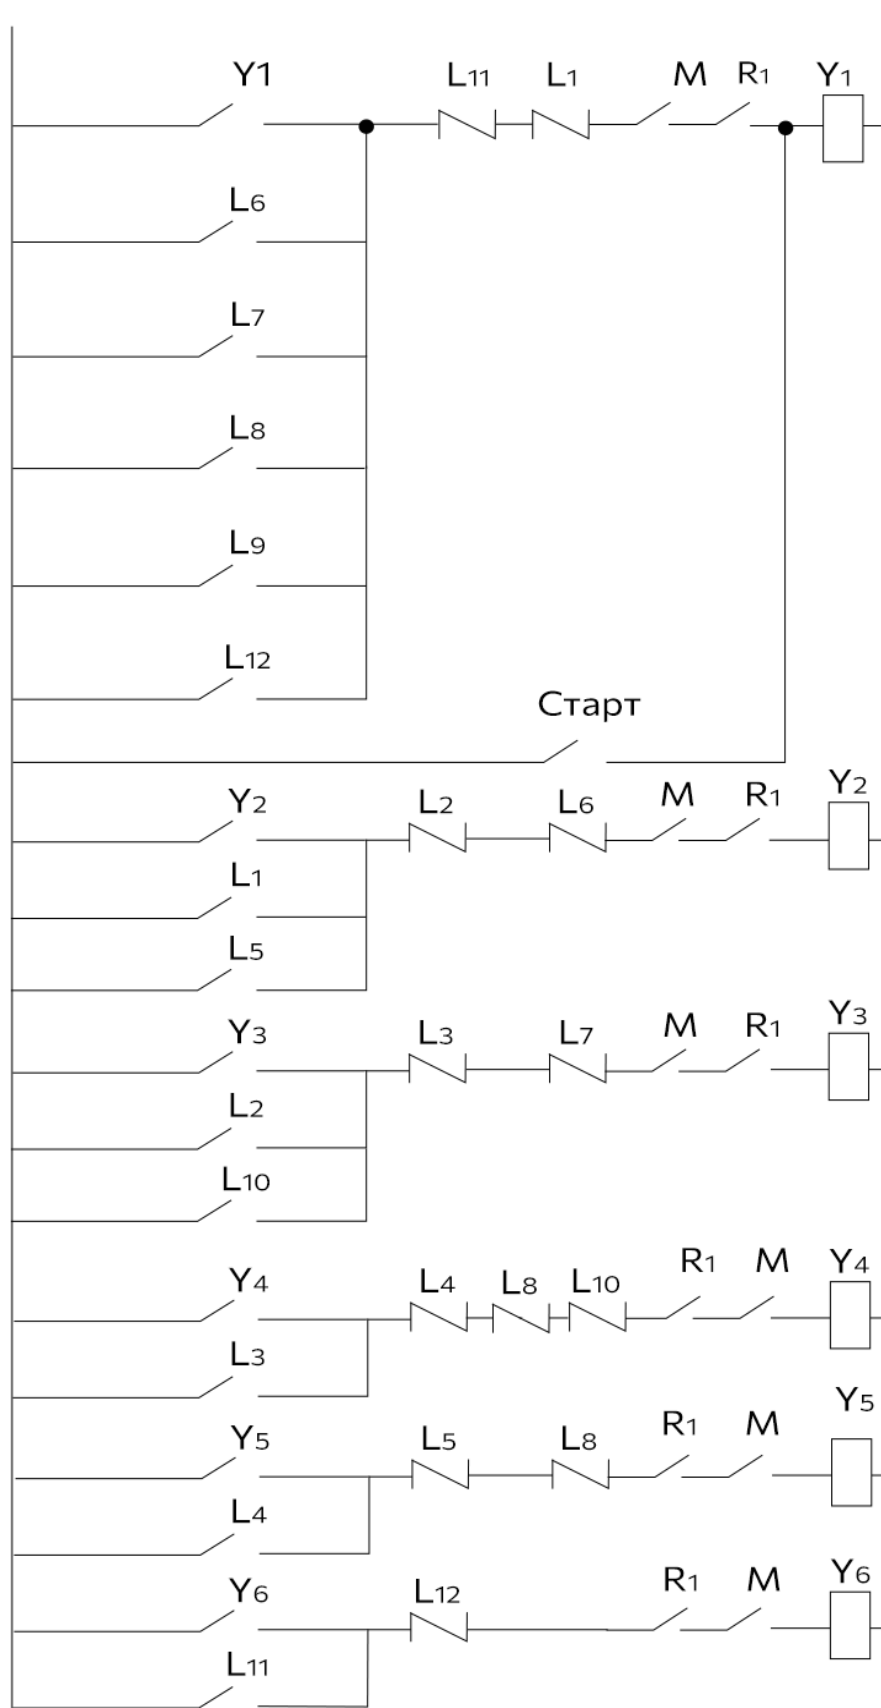 Y1 L11 L1 M R1 Y1
L6
L7
L8
L9
L12
Старт
Y2 L2 L6 M R1 Y2
L1
L5
Y3 L3 L7 M R1 Y3
L2
L10
Y4 L4 L8 L10 R1 M Y4
L3
Y5 L5 L8 R1 M Y5
L4
Y6 L12 R1 M Y6
L11